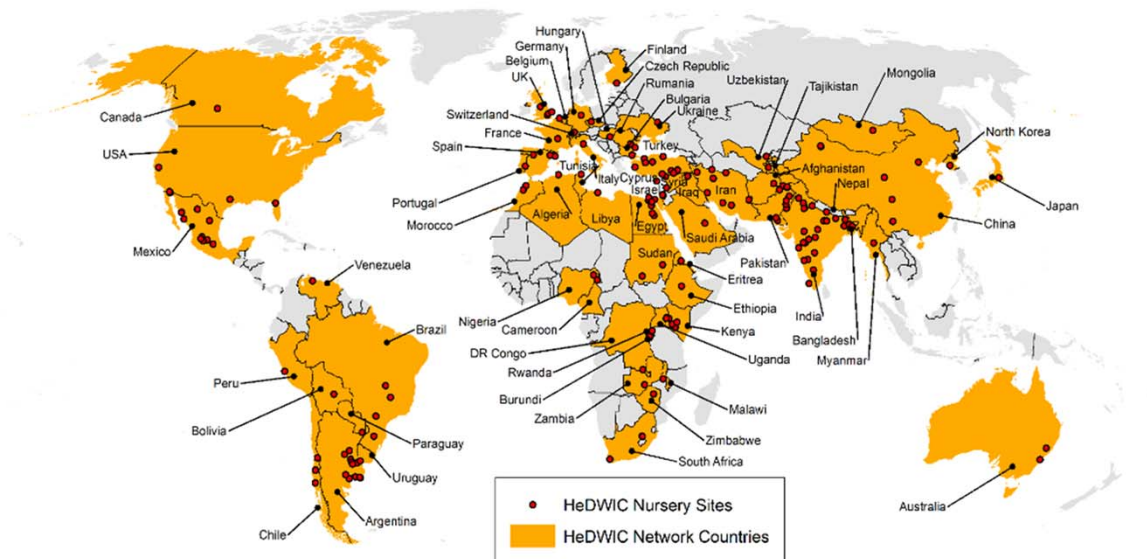 Hungary
Germany
Belgium
UK
Finland
Czech Republic
Rumania
Bulgaria
Ukraine
Uzbekistan
Tajikistan
Mongolia
Canada
USA
Switzerland
France
Spain
Portugal
Morocco
Algeria
Tunisia
Italy
Libya
Cyprus
Israel
Turkey
Syria
Iraq
Iran
Egypt
Saudi Arabia
Afghanistan
Nepal
North Korea
Japan
China
Mexico
Venezuela
Brazil
Peru
Bolivia
Paraguay
Uruguay
Argentina
Chile
Sudan
Eritrea
Ethiopia
Nigeria
Cameroon
DR Congo
Rwanda
Burundi
Zambia
Kenya
Uganda
Malawi
Zimbabwe
South Africa
Pakistan
India
Bangladesh
Myanmar
Australia
HeDWIC Nursery Sites
HeDWIC Network Countries